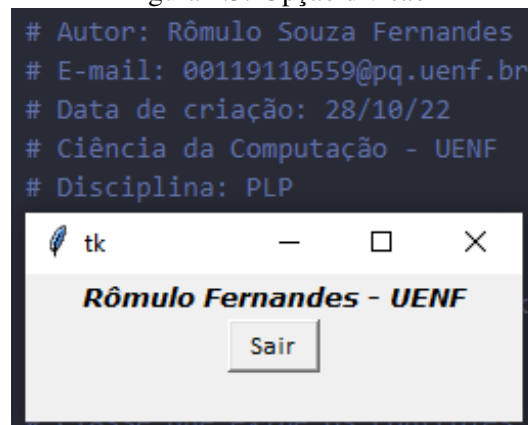 # Autor: Rômulo Souza Fernandes
# E-mail: 00119110559@pq.uenf.br
# Data de criação: 28/10/22
# Ciência da Computação - UENF
# Disciplina: PLP
tk
Rômulo Fernandes - UENF
Sair